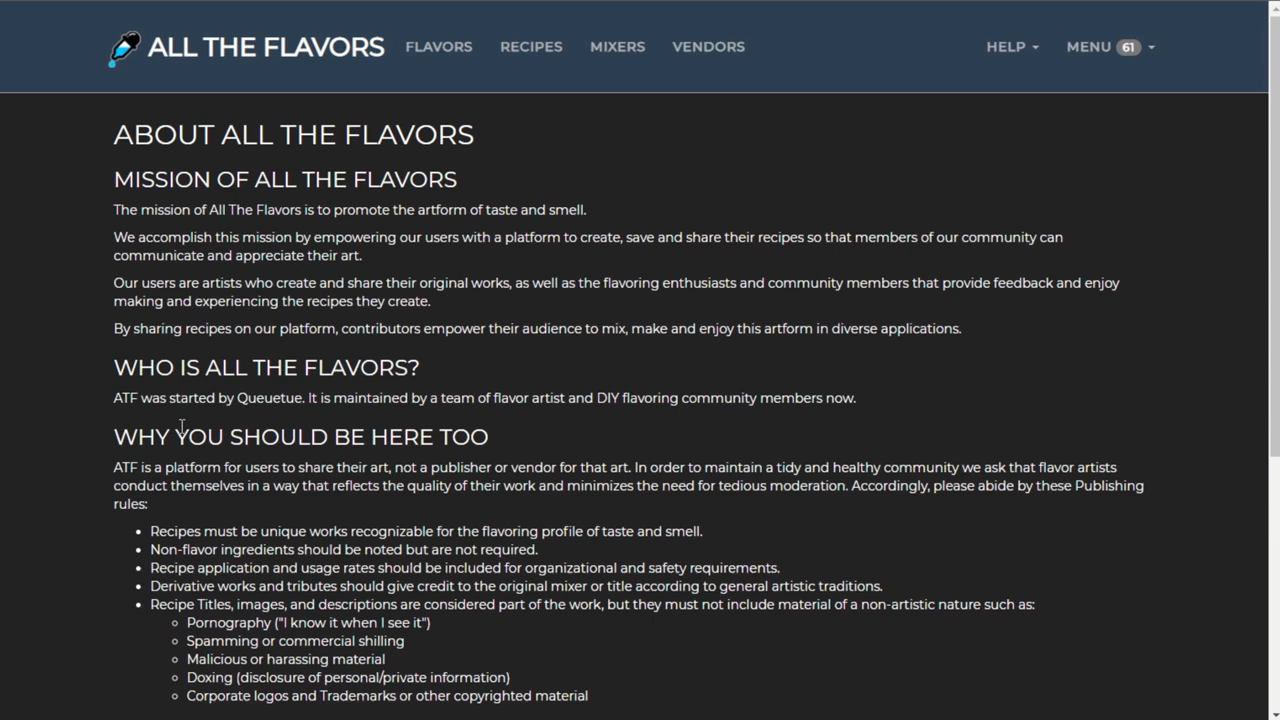 ALL THE FLAVORS FLAVORS RECIPES MIXERS VENDORS HELP MENU 61
ABOUT ALL THE FLAVORS
MISSION OF ALL THE FLAVORS
The mission of All The Flavors is to promote the artform of taste and smell.
We accomplish this mission by empowering our users with a platform to create, save and share their recipes so that members of our community can
communicate and appreciate their art.
Our users are artists who create and share their original works, as well as the flavoring enthusiasts and community members that provide feedback and enjoy
making and experiencing the recipes they create.
By sharing recipes on our platform, contributors empower their audience to mix, make and enjoy this artform in diverse applications.
WHO IS ALL THE FLAVORS?
ATF was started by Queuetue. It is maintained by a team of flavor artist and DIY flavoring community members now.
WHY YOU SHOULD BE HERE TOO
ATF is a platform for users to share their art, not a publisher or vendor for that art. In order to maintain a tidy and healthy community we ask that flavor artists
conduct themselves in a way that reflects the quality of their work and minimizes the need for tedious moderation. Accordingly, please abide by these Publishing
rules:
• Recipes must be unique works recognizable for the flavoring profile of taste and smell.
• Non-flavor ingredients should be noted but are not required.
• Recipe application and usage rates should be included for organizational and safety requirements.
• Derivative works and tributes should give credit to the original mixer or title according to general artistic traditions.
• Recipe Titles, images, and descriptions are considered part of the work, but they must not include material of a non-artistic nature such as:
◦ Pornography ("I know it when I see it")
◦ Spamming or commercial shilling
◦ Malicious or harassing material
◦ Doxing (disclosure of personal/private information)
◦ Corporate logos and Trademarks or other copyrighted material